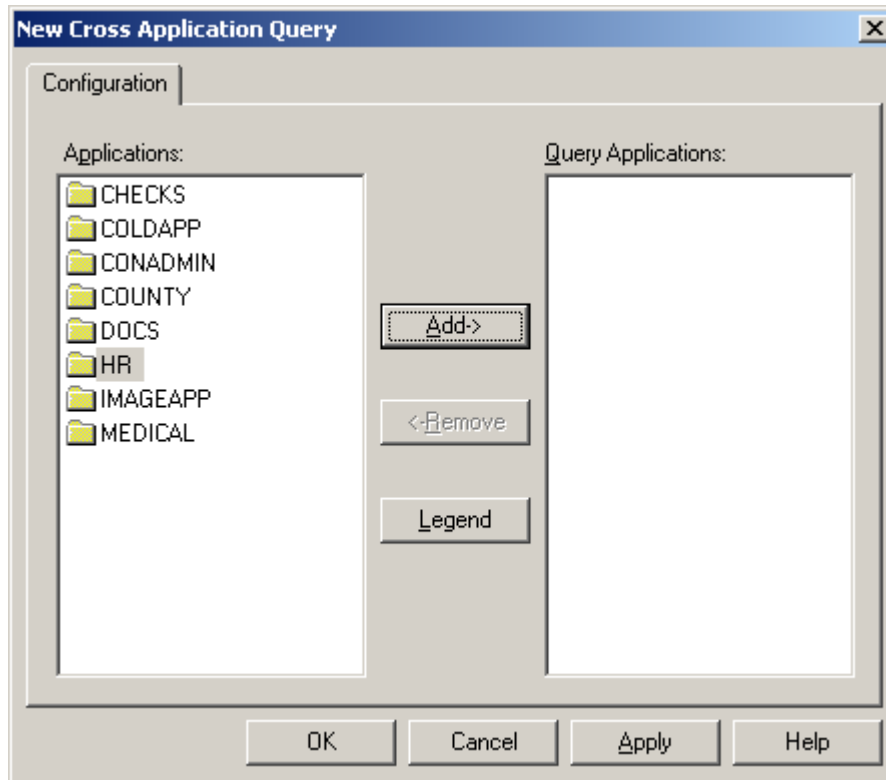 New Cross Application Query
Configuration
Applications:
Query Applications:
CHECKS
COLDAPP
CONADMIN
COUNTY
DOCS
HR
IMAGEAPP
MEDICAL
Add->
<-Remove
Legend
OK
Cancel
Apply
Help